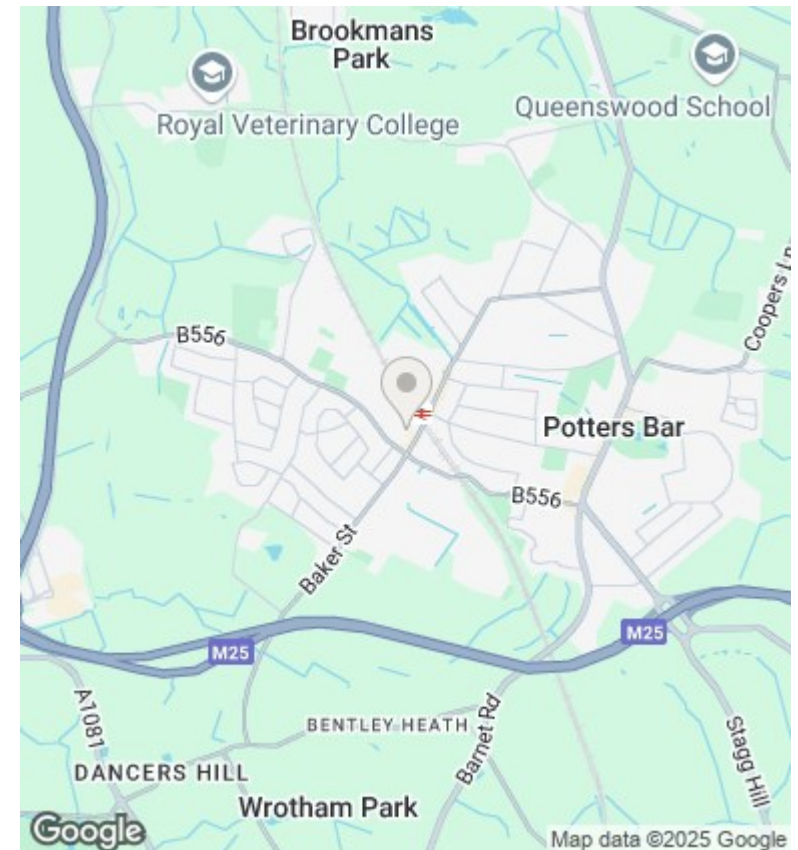 Brookmans
Park
Royal Veterinary College
Queenswood School
Coopers Ln
B556
Potters Bar
B556
Baker St
M25
M25
A1081
BENTLEY HEATH
Barnet Rd
Stagg Hill
DANCERS HILL
Wrotham Park
Google
Map data ©2025 Google